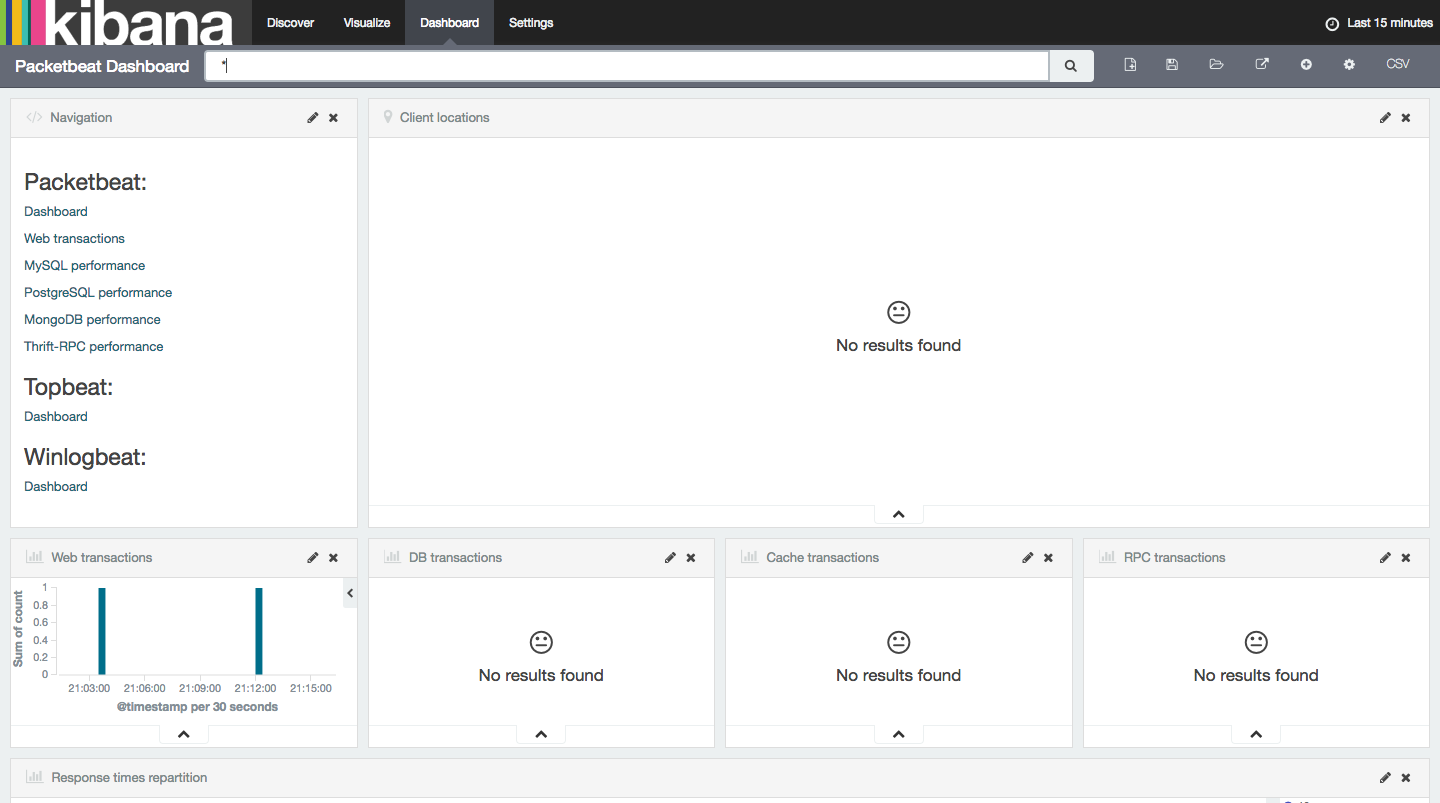 kibana
Discover Visualize Dashboard Settings Last 15 minutes
Packetbeat Dashboard * CSV
Navigation
Packetbeat:
Dashboard
Web transactions
MySQL performance
PostgreSQL performance
MongoDB performance
Thrift-RPC performance
Topbeat:
Dashboard
Winlogbeat:
Dashboard
Client locations
No results found
Web transactions
Sum of count
1
0.8
0.6
0.4
0.2
0
21:03:00 21:06:00 21:09:00 21:12:00 21:15:00
@timestamp per 30 seconds
DB transactions
No results found
Cache transactions
No results found
RPC transactions
No results found
Response times repartition